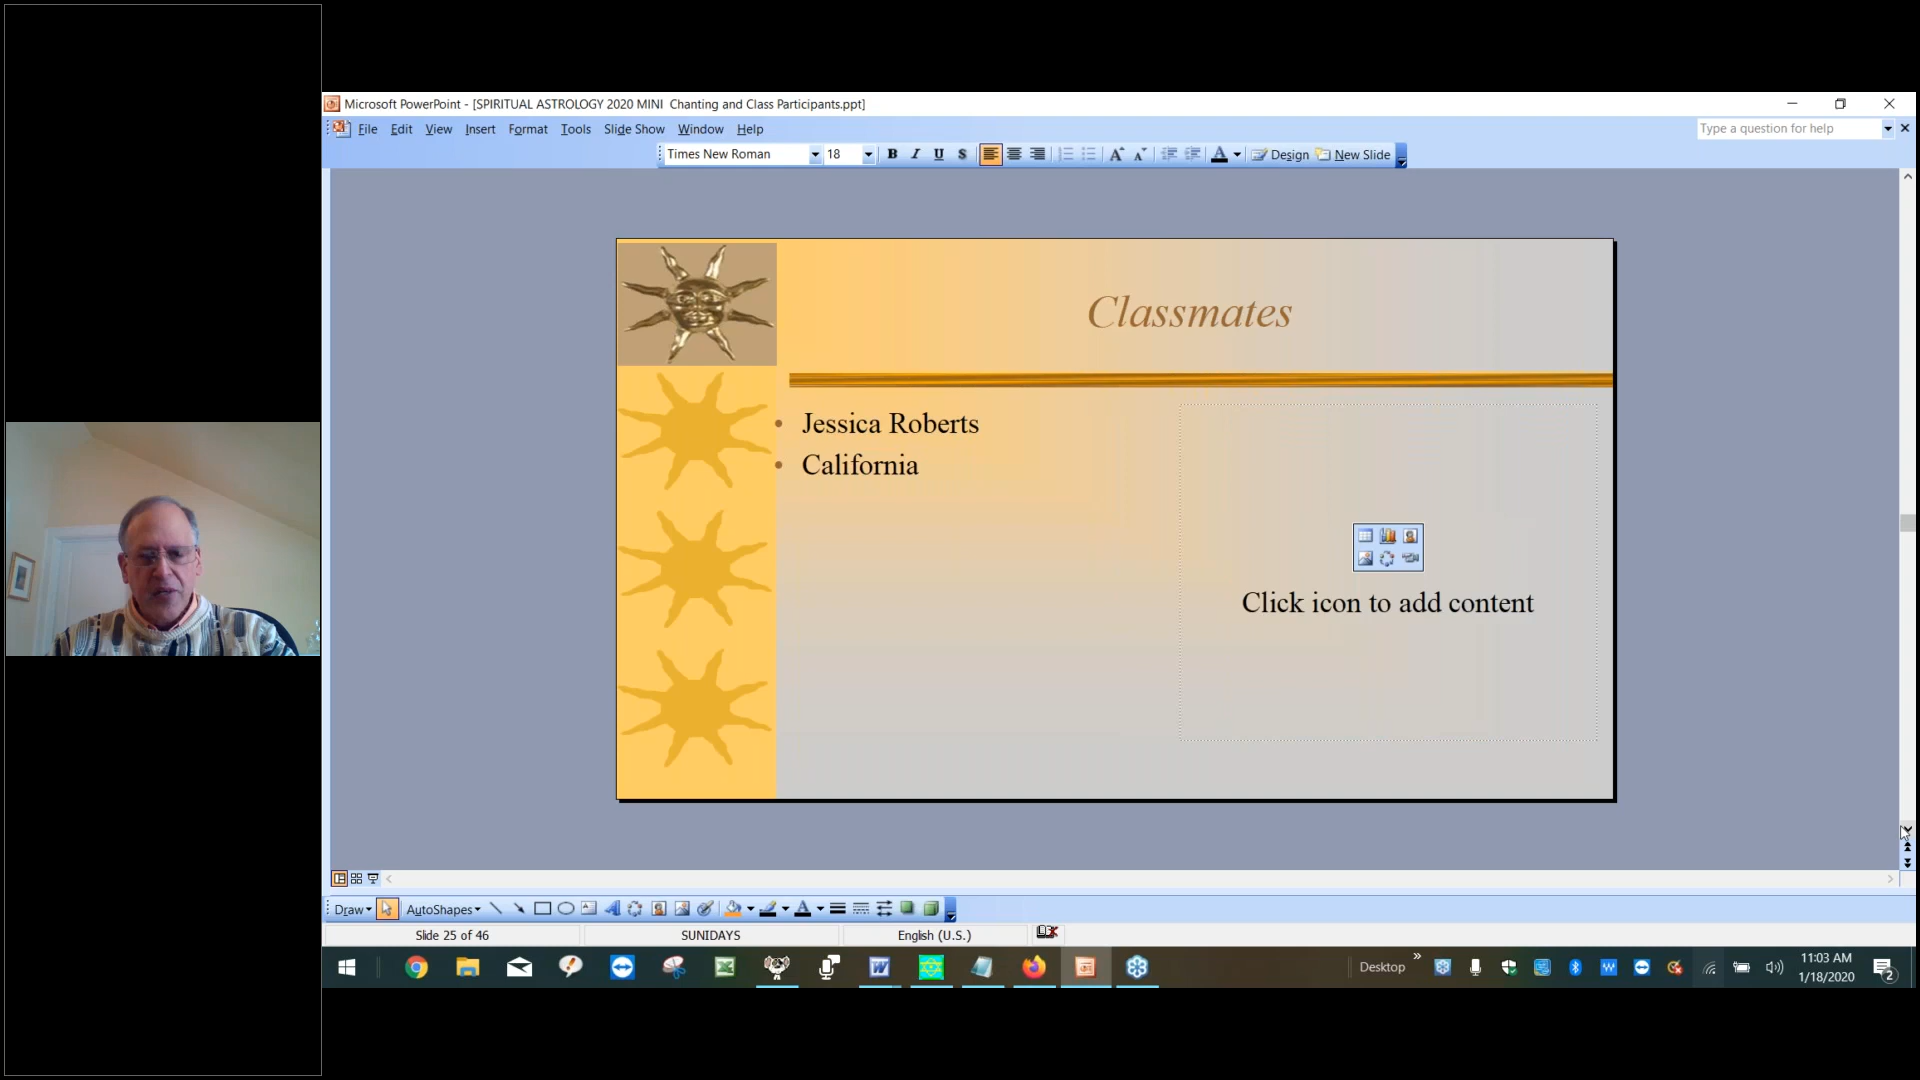 Microsoft PowerPoint - [SPIRITUAL ASTROLOGY 2020 MINI  Chanting and Class Participants.ppt]
File Edit View Insert Format Tools Slide Show Window Help
Type a question for help
Times New Roman 18 B I U S A A A Design New Slide
Classmates
• Jessica Roberts
• California
Click icon to add content
Draw AutoShapes A A
Slide 25 of 46 SUNIDAYS English (U.S.)
Desktop
11:03 AM
1/18/2020
2